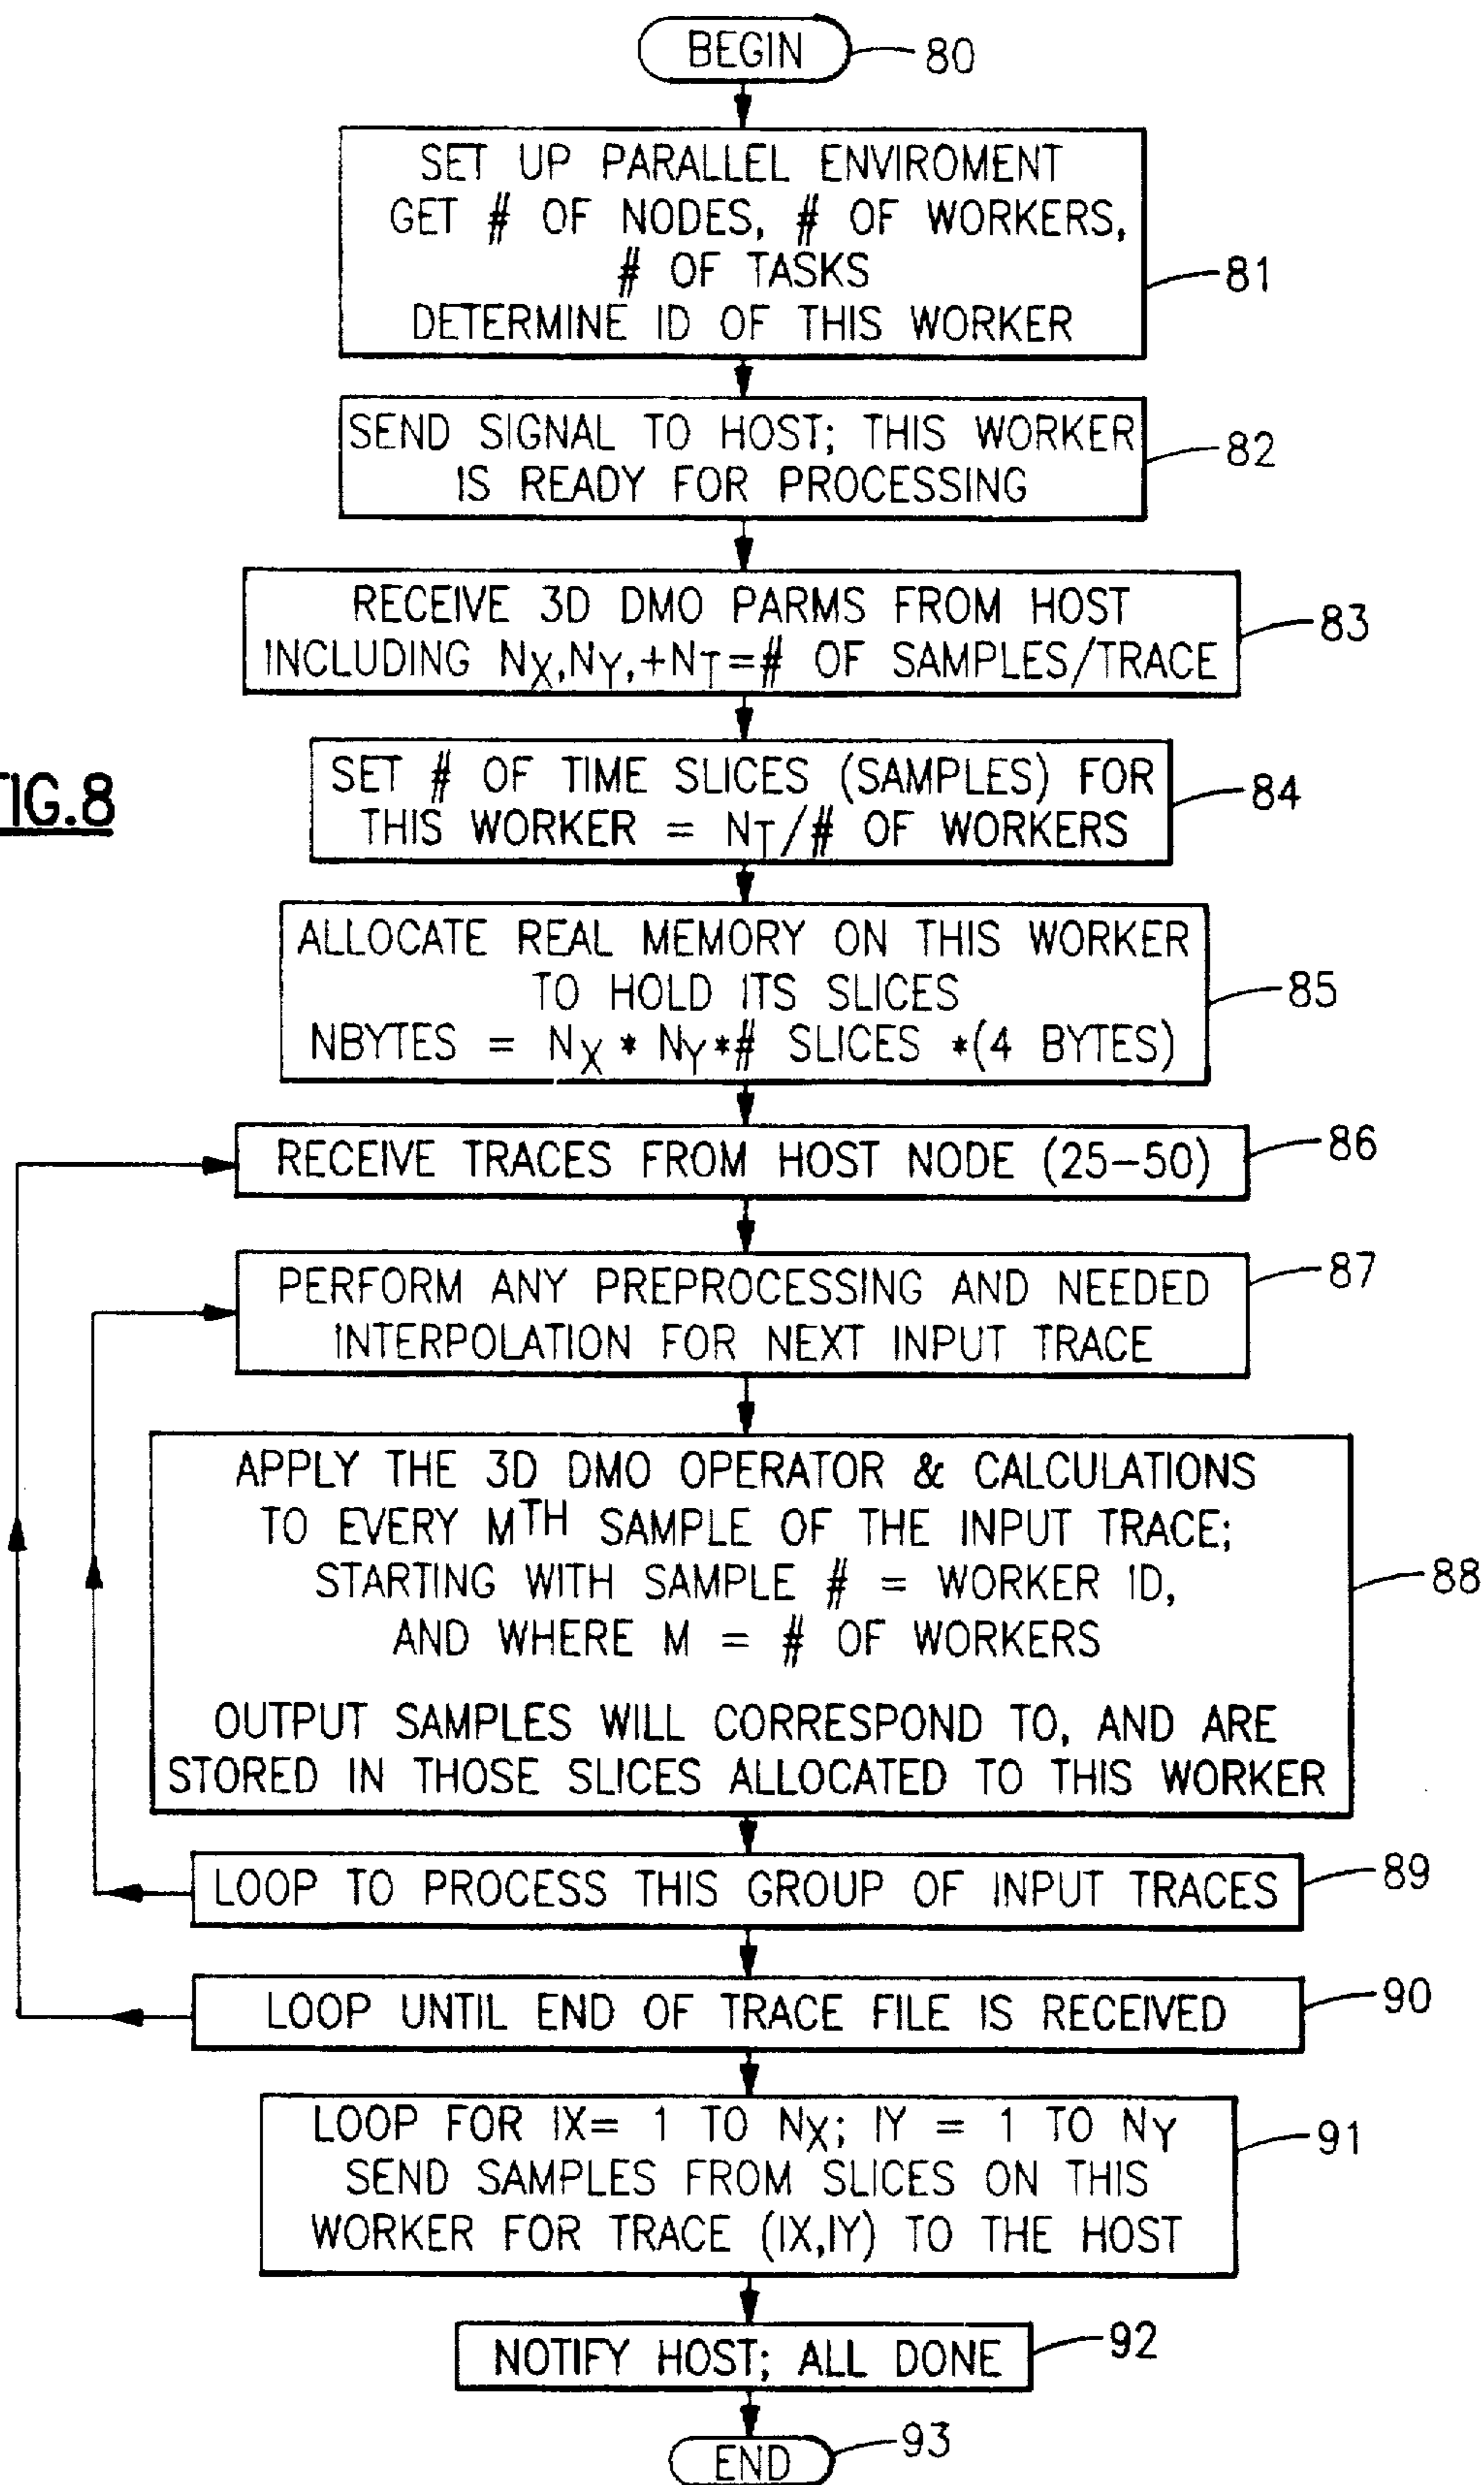 BEGIN
80
SET UP PARALLEL ENVIROMENT
GET # OF NODES, # OF WORKERS,
# OF TASKS
DETERMINE ID OF THIS WORKER
81
SEND SIGNAL TO HOST; THIS WORKER
IS READY FOR PROCESSING
82
RECEIVE 3D DMO PARMS FROM HOST
INCLUDING NX,NY,+NT=# OF SAMPLES/TRACE
83
SET # OF TIME SLICES (SAMPLES) FOR
THIS WORKER = NT/# OF WORKERS
84
IG.8
ALLOCATE REAL MEMORY ON THIS WORKER
TO HOLD ITS SLICES
NBYTES = NX * NY *# SLICES *(4 BYTES)
85
RECEIVE TRACES FROM HOST NODE (25-50)
86
PERFORM ANY PREPROCESSING AND NEEDED
INTERPOLATION FOR NEXT INPUT TRACE
87
APPLY THE 3D DMO OPERATOR & CALCULATIONS
TO EVERY MTH SAMPLE OF THE INPUT TRACE;
STARTING WITH SAMPLE # = WORKER ID,
AND WHERE M = # OF WORKERS
OUTPUT SAMPLES WILL CORRESPOND TO, AND ARE
STORED IN THOSE SLICES ALLOCATED TO THIS WORKER
88
LOOP TO PROCESS THIS GROUP OF INPUT TRACES
89
LOOP UNTIL END OF TRACE FILE IS RECEIVED
90
LOOP FOR IX= 1 TO NX; IY = 1 TO NY
SEND SAMPLES FROM SLICES ON THIS
WORKER FOR TRACE (IX,IY) TO THE HOST
91
NOTIFY HOST; ALL DONE
92
END
93